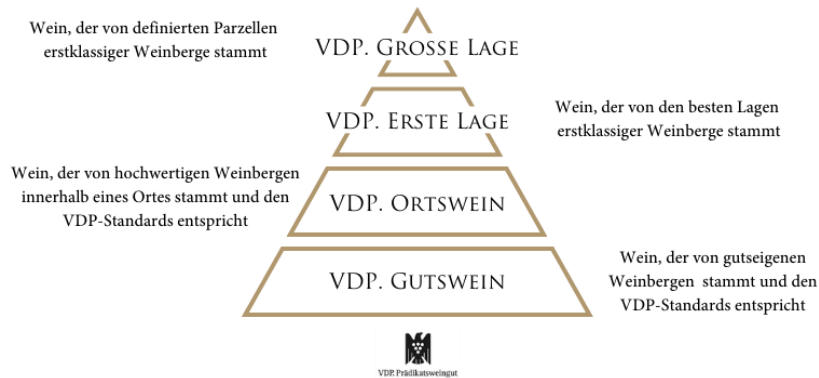 Wein, der von definierten Parzellen
erstklassiger Weinberge stammt
VDP. GROSSE LAGE
Wein, der von den besten Lagen
erstklassiger Weinberge stammt
VDP. ERSTE LAGE
Wein, der von hochwertigen Weinbergen
innerhalb eines Ortes stammt und den
VDP-Standards entspricht
VDP. ORTSWEIN
Wein, der von gutseigenen
Weinbergen stammt und den
VDP-Standards entspricht
VDP. GUTSWEIN
VDP. Prädikatsweingut